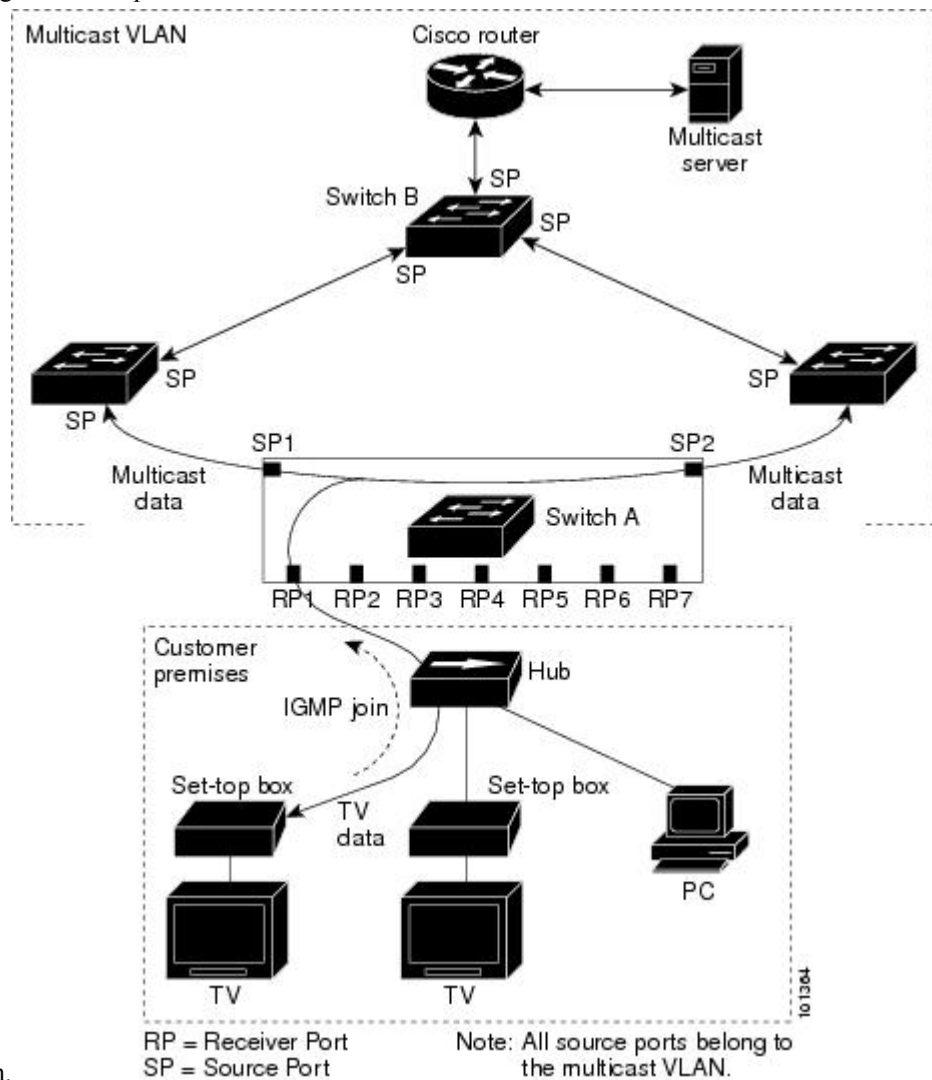 Multicast VLAN
Cisco router
Multicast
server
SP
Switch B
SP
SP
SP
SP
SP
SP1
SP2
Multicast
data
Multicast
data
Switch A
RP1 RP2 RP3 RP4 RP5 RP6 RP7
Customer
premises
Hub
IGMP join
Set-top box
Set-top box
TV
data
PC
TV
TV
101364
RP = Receiver Port
SP = Source Port
Note: All source ports belong to
the multicast VLAN.